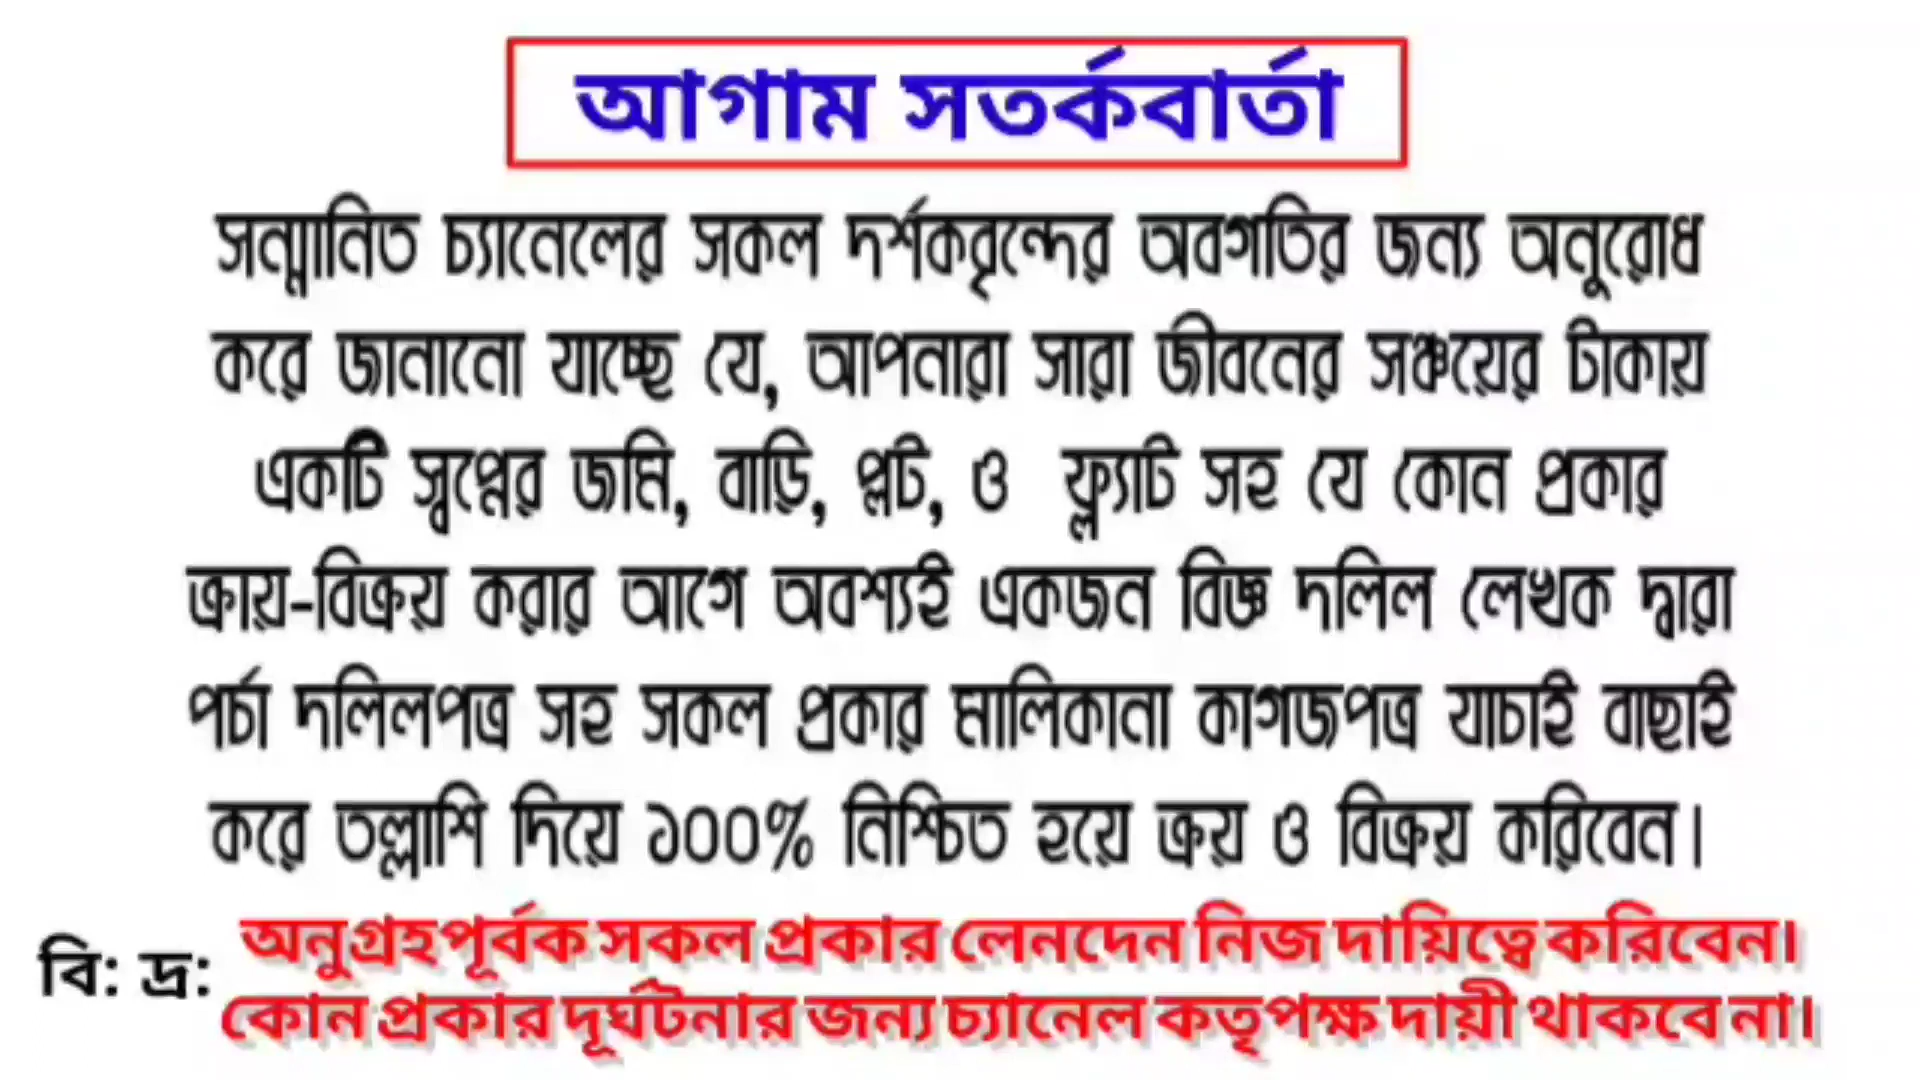 আগাম সতর্কবার্তা
সন্মানিত চ্যানেলের সকল দর্শকবৃন্দের অবগতির জন্য অনুরোধ
করে জানানো যাচ্ছে যে, আপনারা সারা জীবনের সঞ্চয়ের টাকায়
একটি স্বপ্নের জমি, বাড়ি, প্লট, ও ফ্ল্যাট সহ যে কোন প্রকার
ক্রায়-বিক্রয় করার আগে অবশ্যই একজন বিজ্ঞ দলিল লেখক দ্বারা
পর্চা দলিলপত্র সহ সকল প্রকার মালিকানা কাগজপত্র যাচাই বাছাই
করে তল্লাশি দিয়ে ১০০% নিশ্চিত হয়ে ক্রয় ও বিক্রয় করিবেন।
বি: দ্র: অনুগ্রহপূর্বক সকল প্রকার লেনদেন নিজ দায়িত্বে করিবেন।
কোন প্রকার দূর্ঘটনার জন্য চ্যানেল কতৃপক্ষ দায়ী থাকবে না।